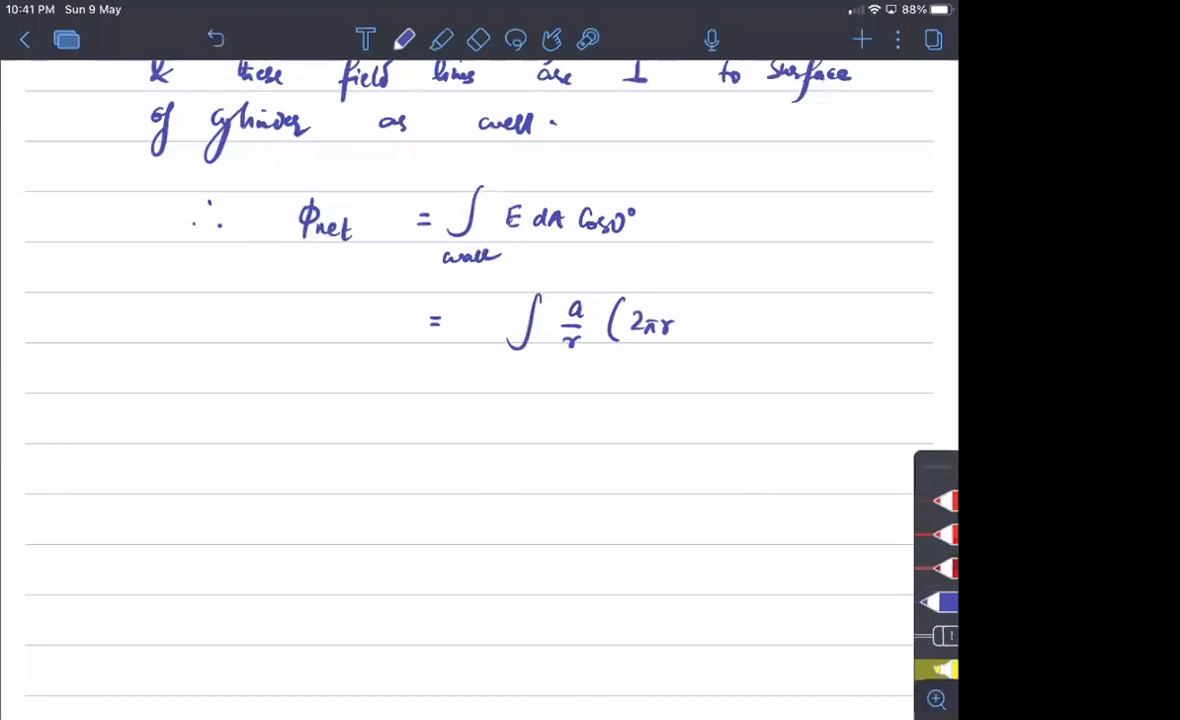 10:41 PM Sun 9 May 88%
T
& these field lines are ⊥ to surface
of cylinder as well.
∴ Φnet = ∫wall E dA Cos0°
= ∫ a/r (2πr